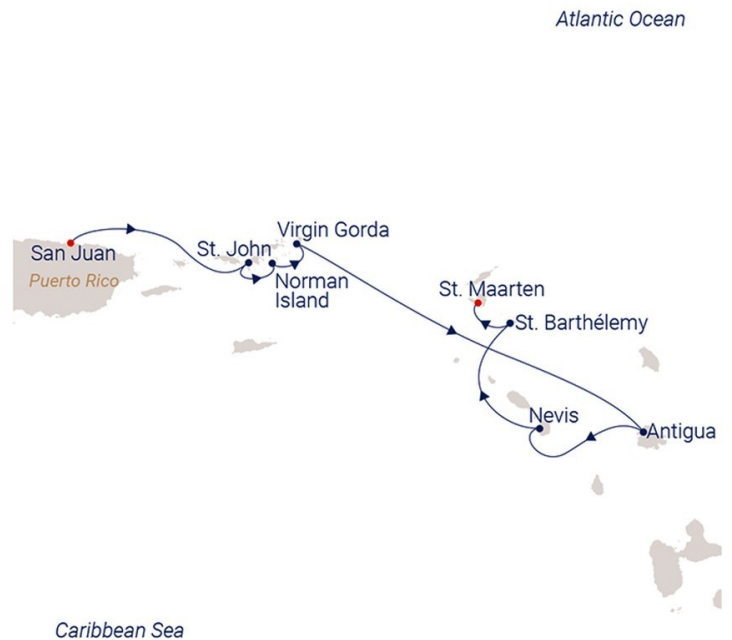 Atlantic Ocean
Virgin Gorda
St. John
San Juan
Puerto Rico
Norman
Island
St. Maarten
St. Barthélemy
Nevis
Antigua
Caribbean Sea